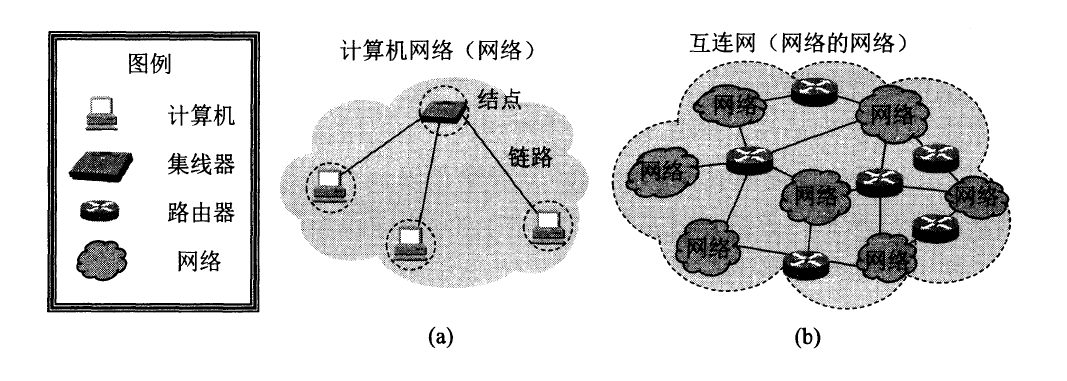 图例
计算机
集线器
路由器
网络
计算机网络（网络）
结点
链路
(a)
互连网（网络的网络）
网络
网络
网络
网络
网络
网络
网络
(b)